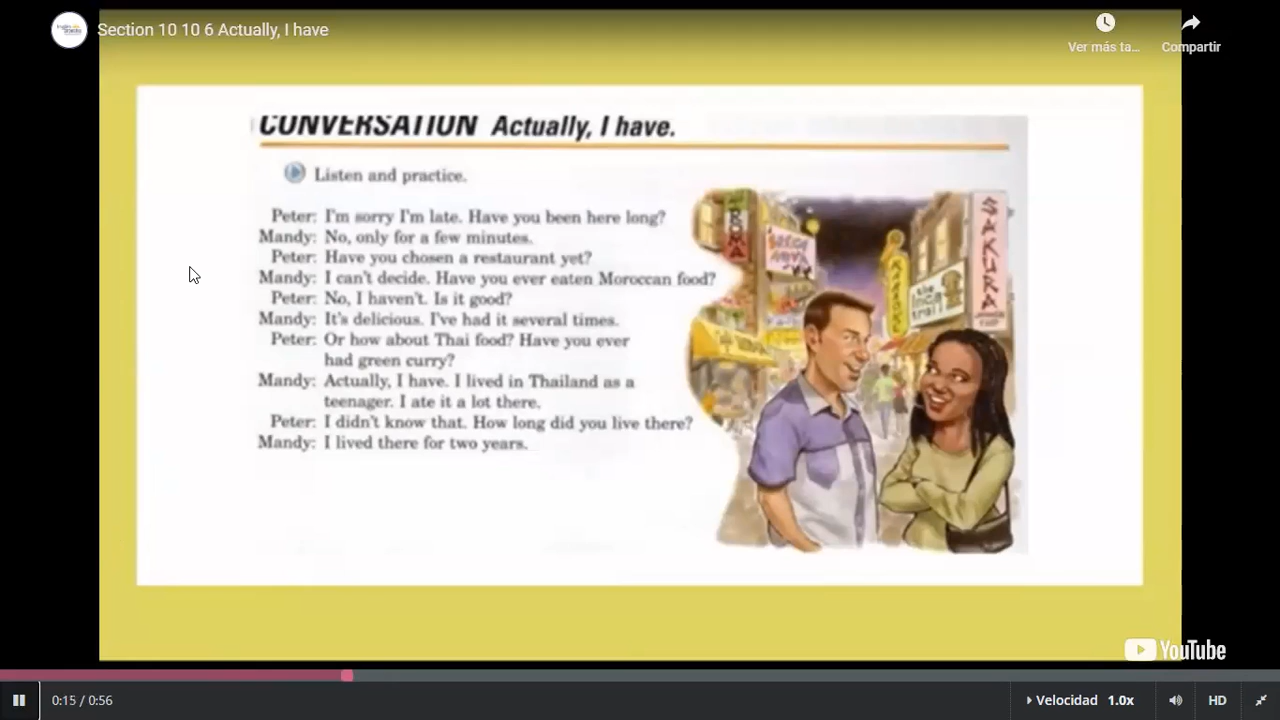 Section 10 10 6 Actually, I have
Ver más ta...
Compartir
CONVERSATION Actually, I have.
Listen and practice.
Peter: I'm sorry I'm late. Have you been here long?
Mandy: No, only for a few minutes.
Peter: Have you chosen a restaurant yet?
Mandy: I can't decide. Have you ever eaten Moroccan food?
Peter: No, I haven't. Is it good?
Mandy: It's delicious. I've had it several times.
Peter: Or how about Thai food? Have you ever
had green curry?
Mandy: Actually, I have. I lived in Thailand as a
teenager. I ate it a lot there.
Peter: I didn't know that. How long did you live there?
Mandy: I lived there for two years.
ROMA
SAKURA
YouTube
0:15 / 0:56
Velocidad 1.0x
HD